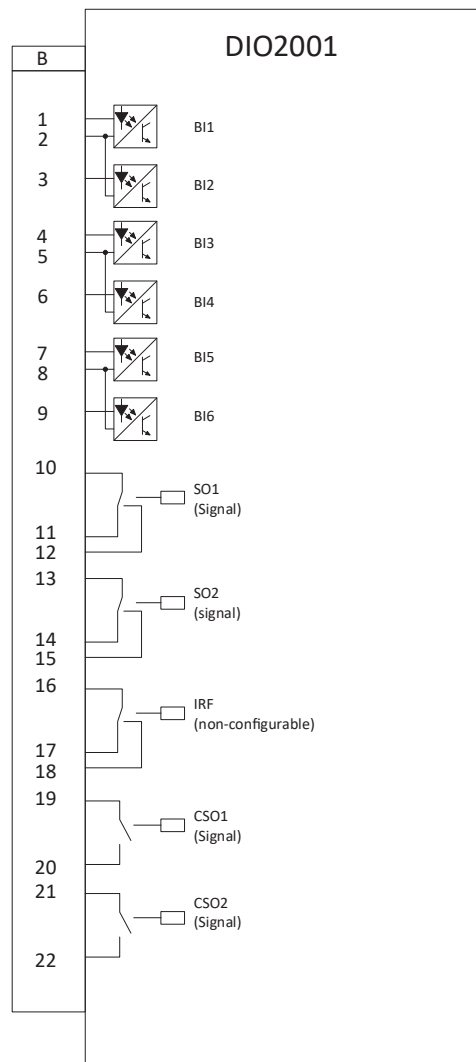 DIO2001
B
1
2
BI1
3
BI2
4
5
BI3
6
BI4
7
8
BI5
9
BI6
10
SO1
(Signal)
11
12
13
SO2
(signal)
14
15
16
IRF
(non-configurable)
17
18
19
CSO1
(Signal)
20
21
CSO2
(Signal)
22